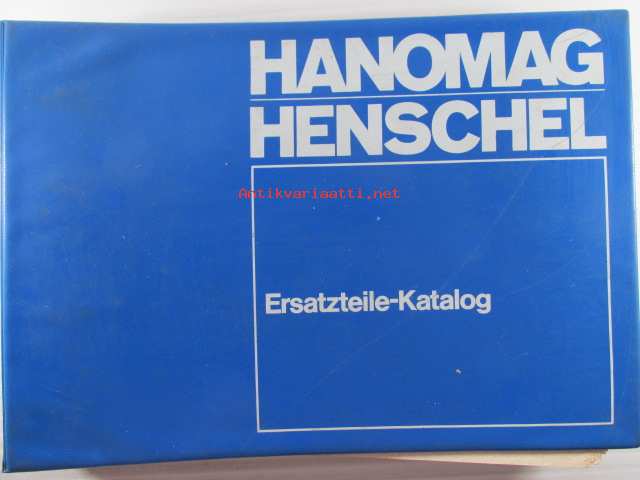 HANOMAG
HENSCHEL
Antikvariaatti.net
Ersatzteile-Katalog